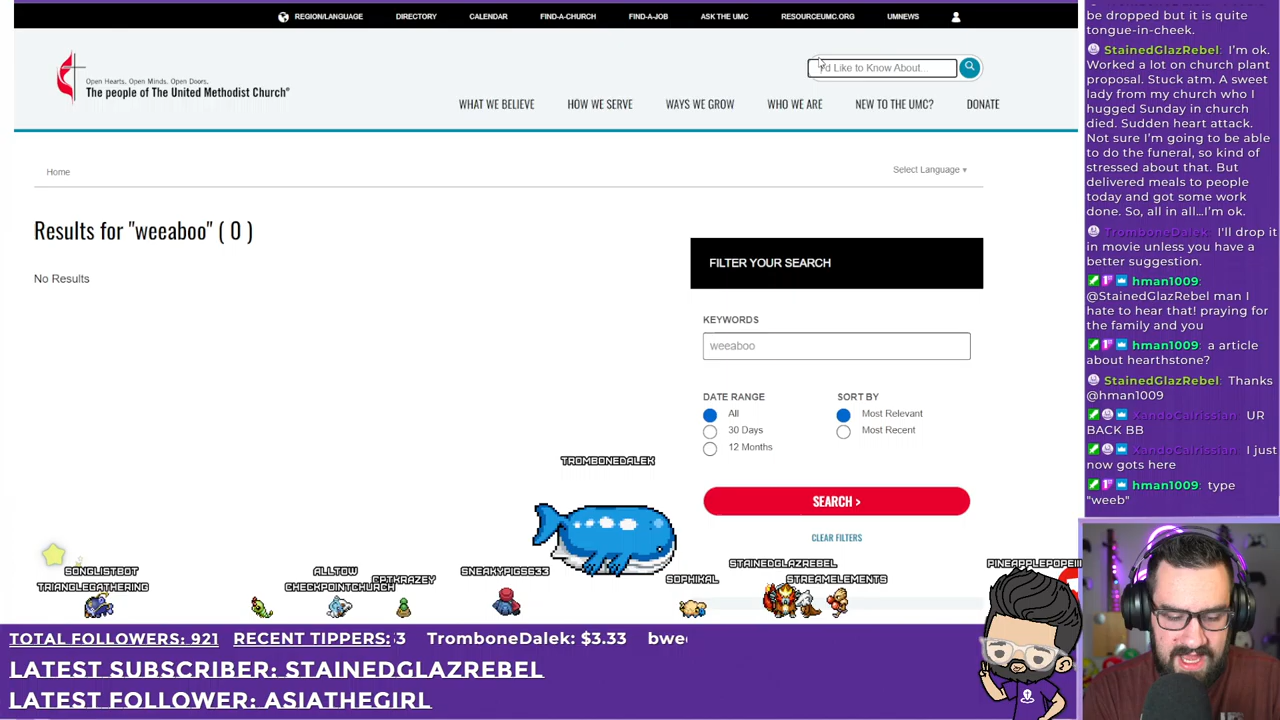 REGION/LANGUAGE DIRECTORY CALENDAR FIND-A-CHURCH FIND-A-JOB ASK THE UMC RESOURCEUMC.ORG UMNEWS
Open Hearts. Open Minds. Open Doors.
The people of The United Methodist Church®
I'd Like to Know About...
WHAT WE BELIEVE HOW WE SERVE WAYS WE GROW WHO WE ARE NEW TO THE UMC? DONATE
Home
Select Language ▾
Results for "weeaboo" ( 0 )
No Results
FILTER YOUR SEARCH
KEYWORDS
weeaboo
DATE RANGE
All
30 Days
12 Months
SORT BY
Most Relevant
Most Recent
SEARCH >
CLEAR FILTERS
TROMBONEDALEK
SONGLISTBOT
TRIANGLEGATHERING
ALLTOW
CHECKPOINTCHURCH
CPTKRAZEY
SNEAKYPIGS633
SOPHIKAL
STAINEDGLAZREBEL
STREAMELEMENTS
PINEAPPLEPOPEIII
be dropped but it is quite
tongue-in-cheek.
StainedGlazRebel: I'm ok.
Worked a lot on church plant
proposal. Stuck atm. A sweet
lady from my church who I
hugged Sunday in church
died. Sudden heart attack.
Not sure I'm going to be able
to do the funeral, so kind of
stressed about that. But
delivered meals to people
today and got some work
done. So, all in all...I'm ok.
TromboneDalek: I'll drop it
in movie unless you have a
better suggestion.
hman1009:
@StainedGlazRebel man I
hate to hear that! praying for
the family and you
hman1009: a article
about hearthstone?
StainedGlazRebel: Thanks
@hman1009
XandoCalrissian: UR
BACK BB
XandoCalrissian: I just
now gots here
hman1009: type
"weeb"
TOTAL FOLLOWERS: 921 RECENT TIPPERS: 3 TromboneDalek: $3.33 bwe
LATEST SUBSCRIBER: STAINEDGLAZREBEL
LATEST FOLLOWER: ASIATHEGIRL